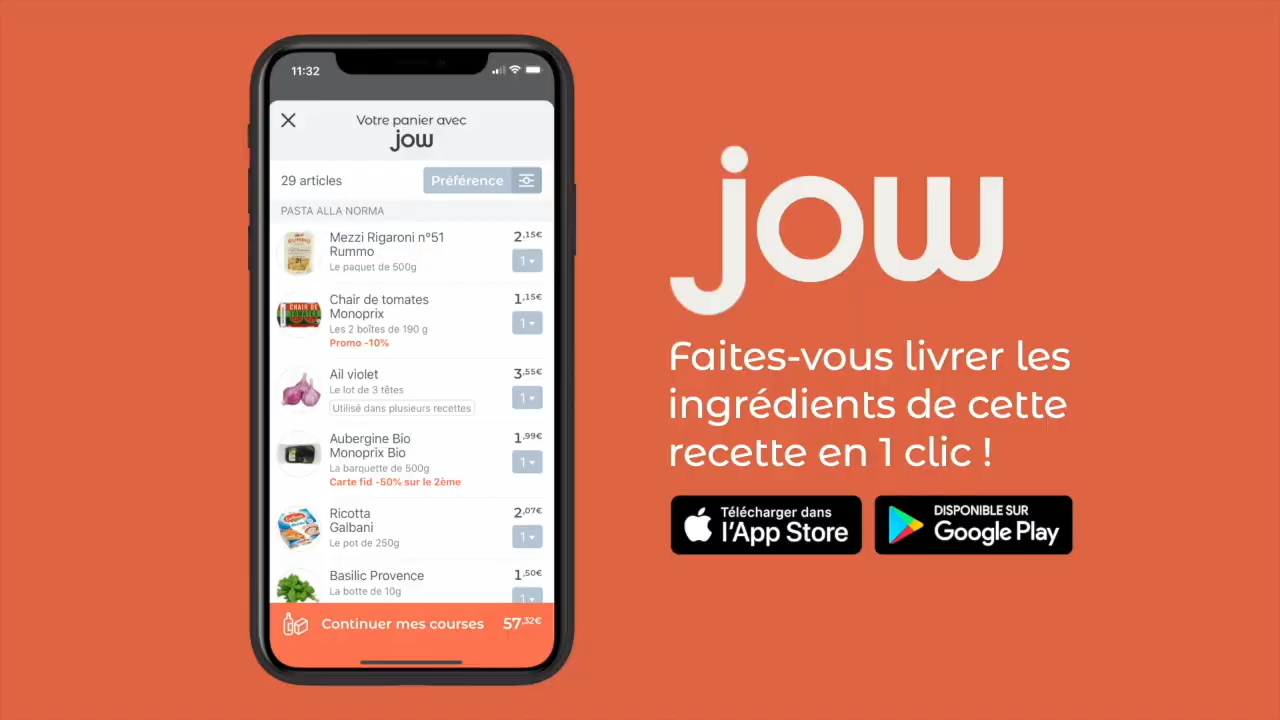 11:32
Votre panier avec
jow
29 articles
Préférence
PASTA ALLA NORMA
Mezzi Rigaroni n°51
Rummo
Le paquet de 500g
2,15€
1
Chair de tomates
Monoprix
Les 2 boîtes de 190 g
Promo -10%
1,15€
1
Ail violet
Le lot de 3 têtes
Utilisé dans plusieurs recettes
3,55€
1
Aubergine Bio
Monoprix Bio
La barquette de 500g
Carte fid -50% sur le 2ème
1,99€
1
Ricotta
Galbani
Le pot de 250g
2,07€
1
Basilic Provence
La botte de 10g
1,50€
1
Continuer mes courses 57,32€
jow
Faites-vous livrer les
ingrédients de cette
recette en 1 clic !
Télécharger dans
l'App Store
DISPONIBLE SUR
Google Play